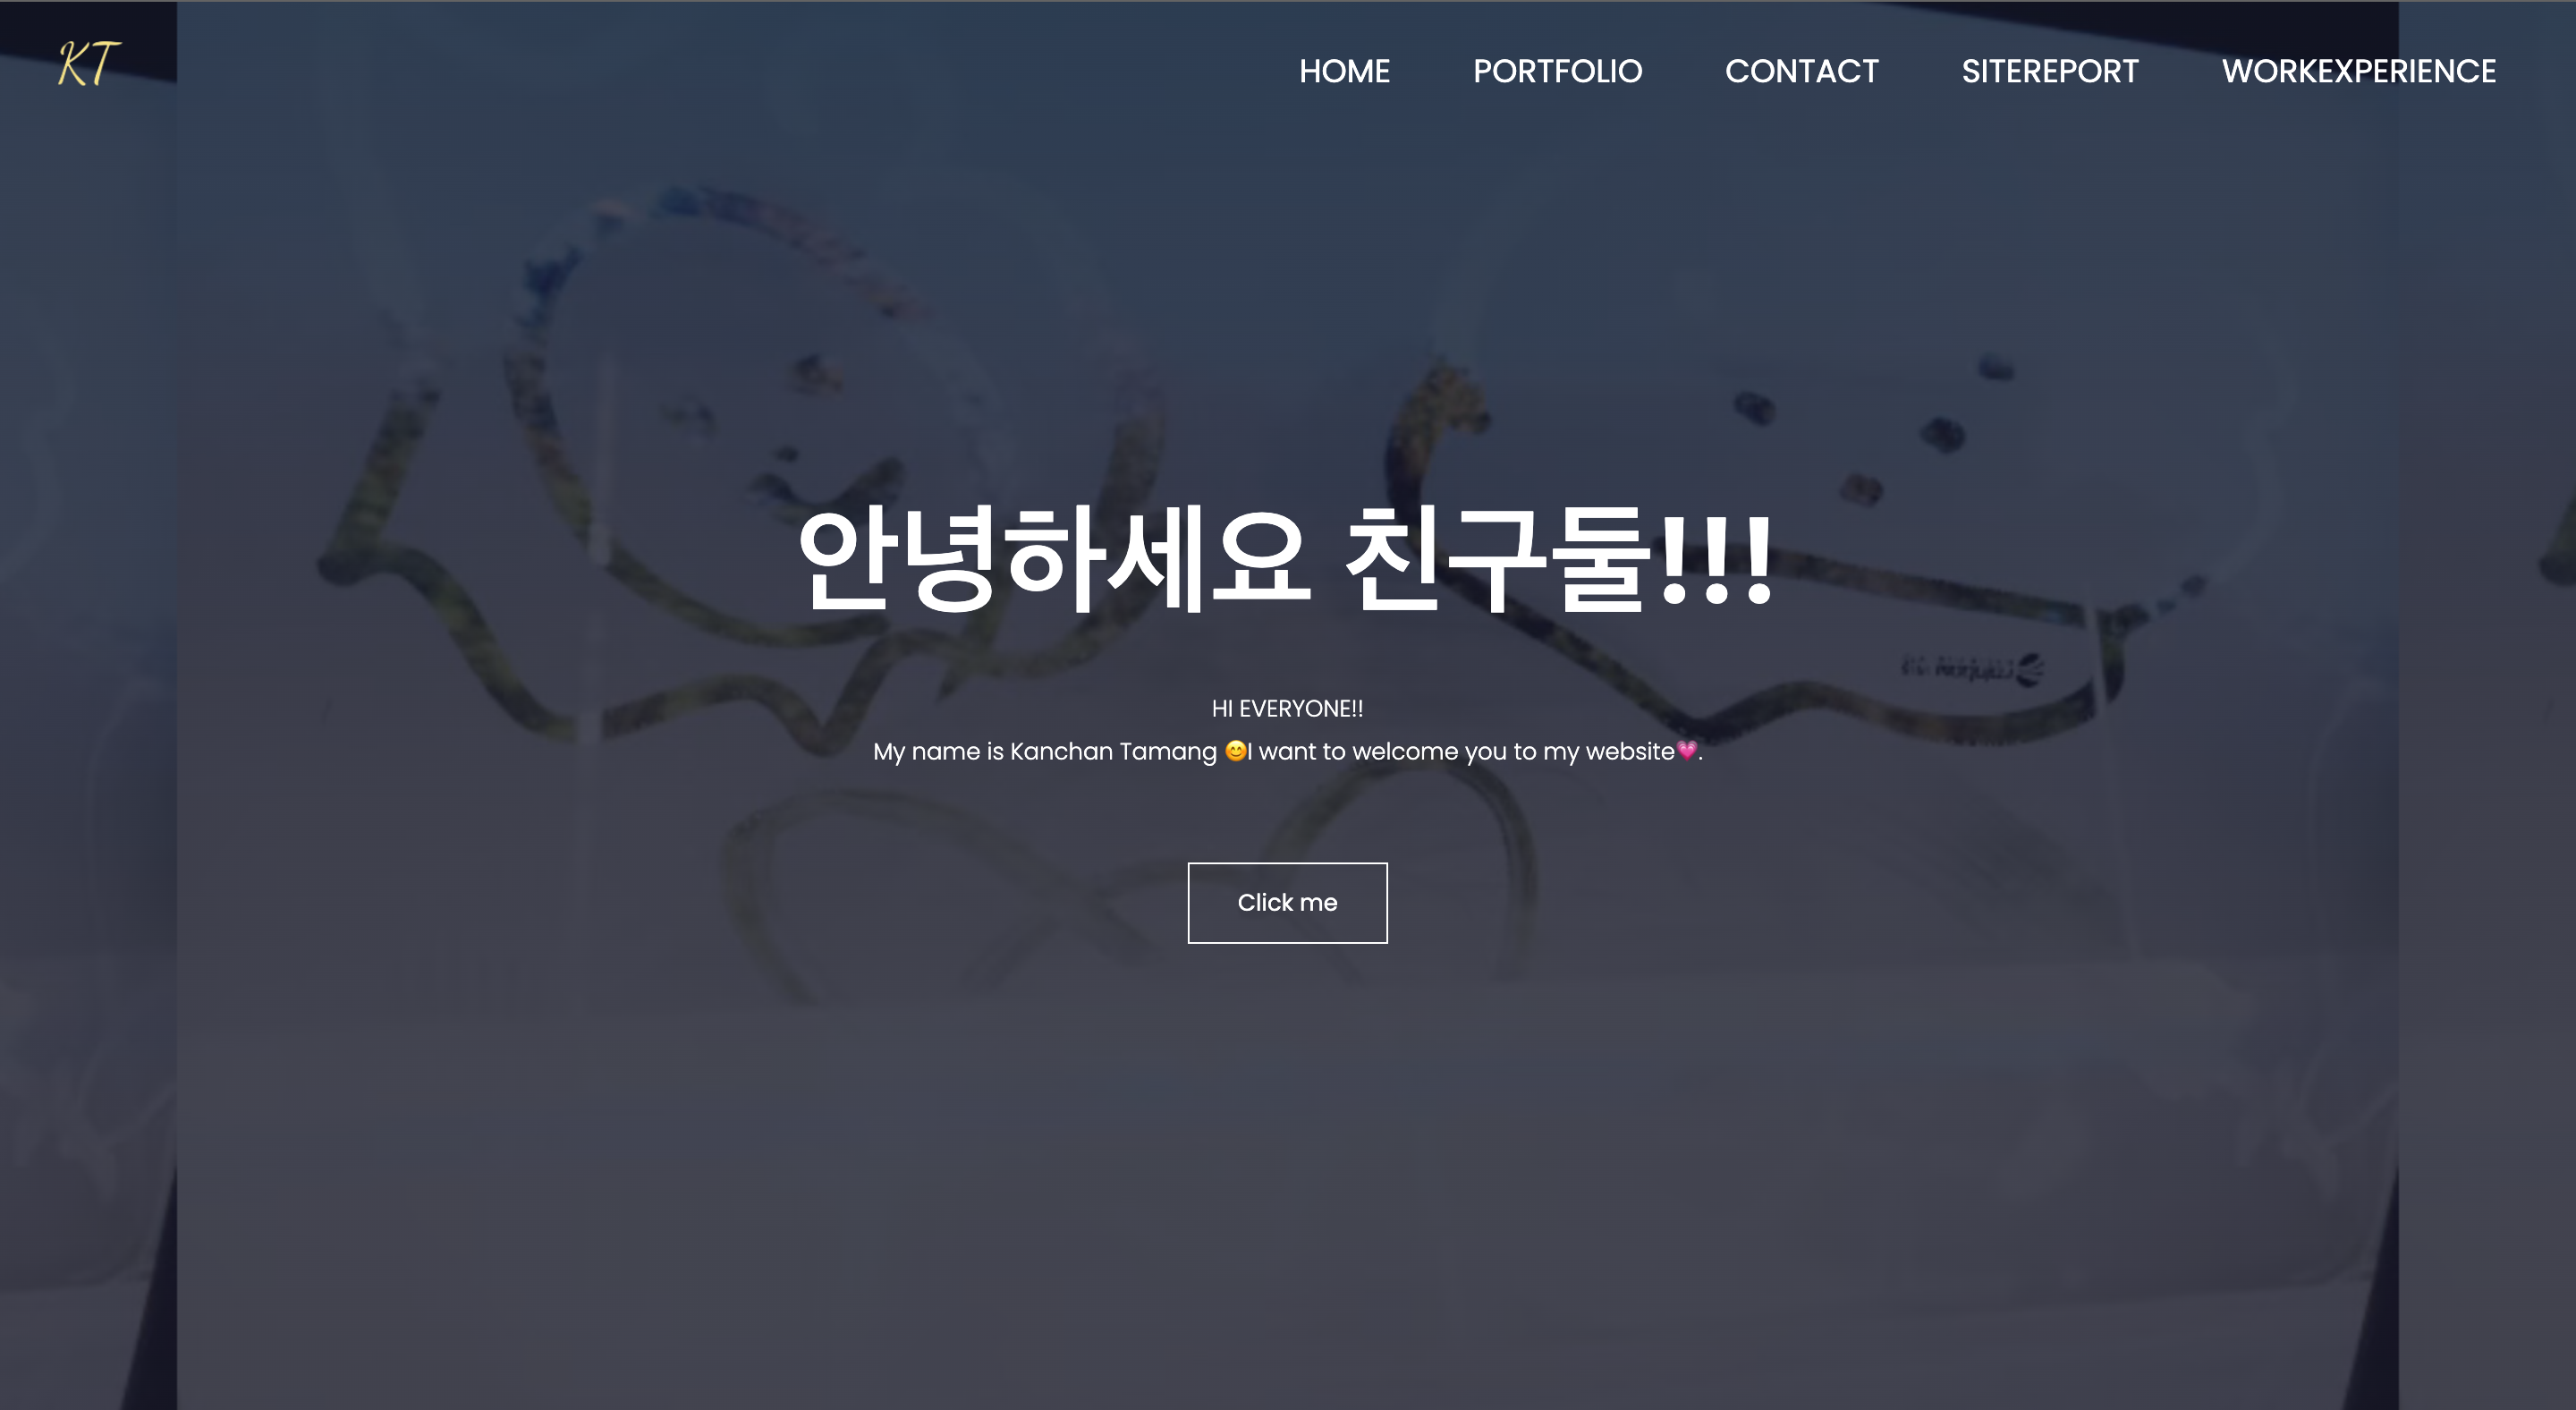 KT
HOME PORTFOLIO CONTACT SITEREPORT WORKEXPERIENCE
안녕하세요 친구둘!!!
HI EVERYONE!!
My name is Kanchan Tamang 😊I want to welcome you to my website💗.
Click me